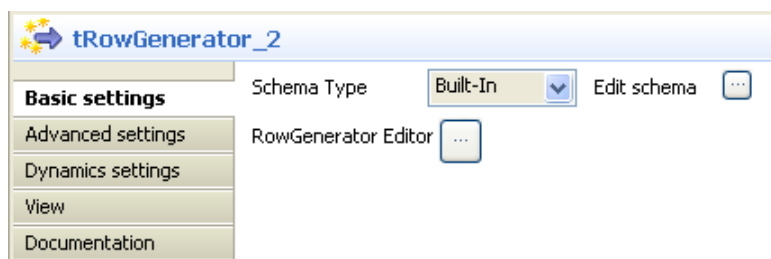 tRowGenerator_2
Basic settings
Schema Type Built-In Edit schema ...
Advanced settings
RowGenerator Editor ...
Dynamics settings
View
Documentation